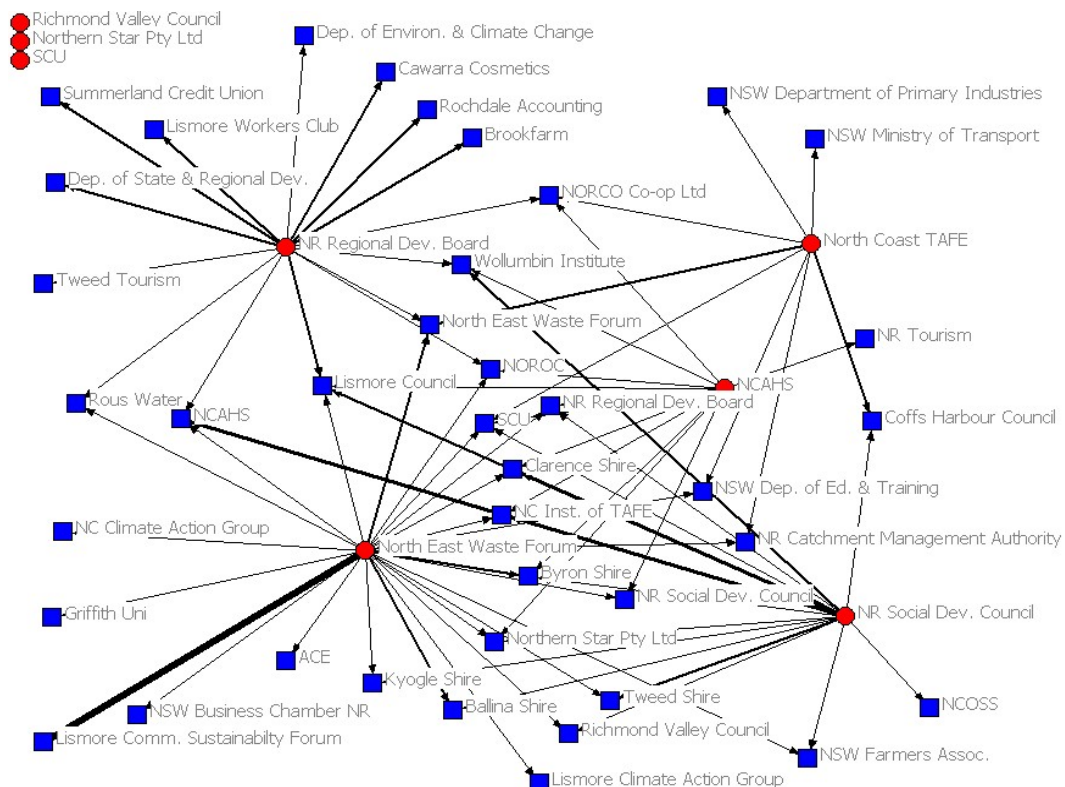 Richmond Valley Council
Northern Star Pty Ltd
SCU
Dep. of Environ. & Climate Change
Cawarra Cosmetics
Summerland Credit Union
NSW Department of Primary Industries
Rochdale Accounting
Lismore Workers Club
Brookfarm
NSW Ministry of Transport
Dep. of State & Regional Dev.
NORCO Co-op Ltd
NR Regional Dev. Board
North Coast TAFE
Wollumbin Institute
Tweed Tourism
North East Waste Forum
NR Tourism
NOROC
Lismore Council
NCAHS
Rous Water
NR Regional Dev. Board
NCAHS
SCU
Coffs Harbour Council
Clarence Shire
NSW Dep. of Ed. & Training
NC Inst. of TAFE
NC Climate Action Group
NR Catchment Management Authority
North East Waste Forum
Byron Shire
NR Social Dev. Council
Griffith Uni
NR Social Dev. Council
Northern Star Pty Ltd
ACE
Kyogle Shire
Tweed Shire
Ballina Shire
NCOSS
NSW Business Chamber NR
Richmond Valley Council
Lismore Comm. Sustainabilty Forum
NSW Farmers Assoc.
Lismore Climate Action Group